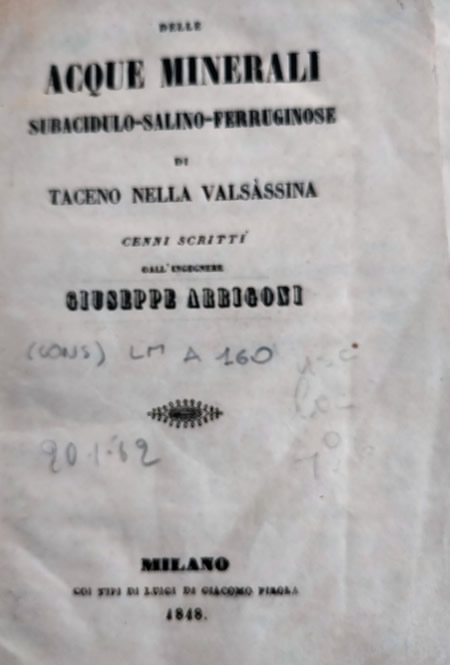 DELLE
ACQUE MINERALI
SUBACIDULO-SALINO-FERRUGINOSE
DI
TACENO NELLA VALSÀSSINA
CENNI SCRITTI
DALL'INGEGNERE
GIUSEPPE ARRIGONI
(CONS) LM A 160
20.1.62
MILANO
COI TIPI DI LUIGI DI GIACOMO PIROLA
1848.